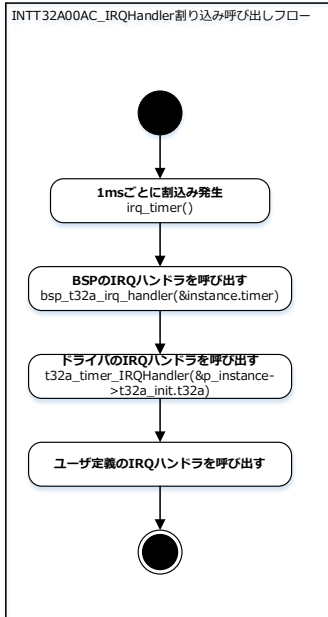 INTT32A00AC_IRQHandler割り込み呼び出しフロー
1msごとに割込み発生
irq_timer()
BSPのIRQハンドラを呼び出す
bsp_t32a_irq_handler(&instance.timer)
ドライバのIRQハンドラを呼び出す
t32a_timer_IRQHandler(&p_instance-
>t32a_init.t32a)
ユーザ定義のIRQハンドラを呼び出す